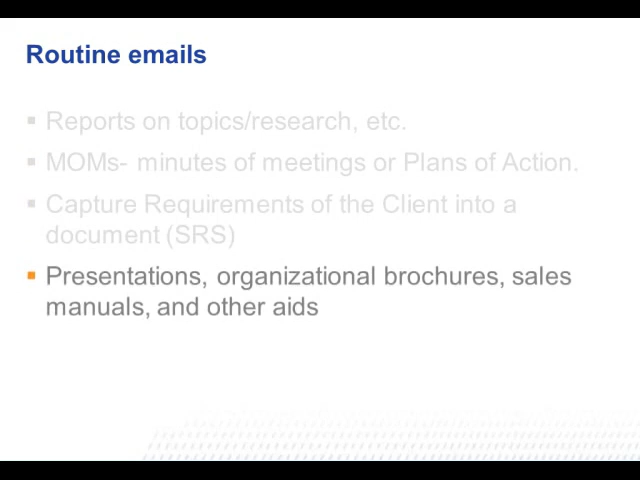 Routine emails
▪ Reports on topics/research, etc.
▪ MOMs- minutes of meetings or Plans of Action.
▪ Capture Requirements of the Client into a
document (SRS)
▪ Presentations, organizational brochures, sales
manuals, and other aids